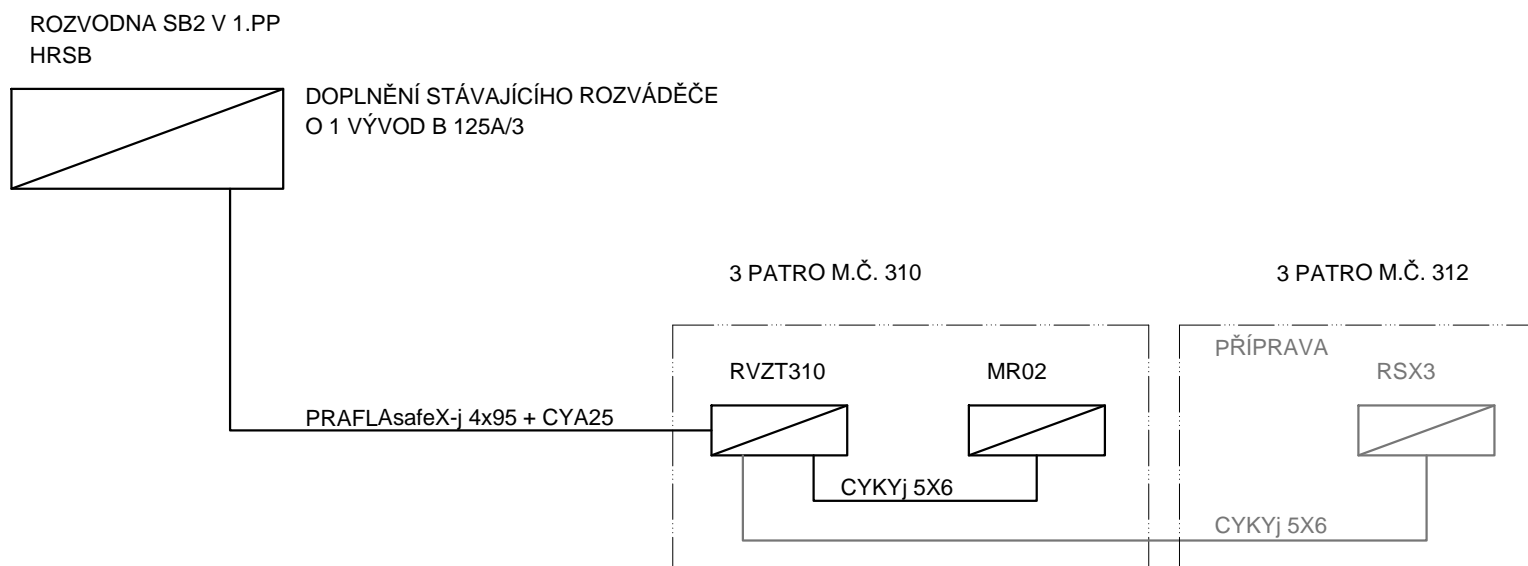 ROZVODNA SB2 V 1.PP
HRSB
DOPLNĚNÍ STÁVAJÍCÍHO ROZVÁDĚČE
O 1 VÝVOD B 125A/3
3 PATRO M.Č. 310
3 PATRO M.Č. 312
PŘÍPRAVA
RVZT310
MR02
RSX3
PRAFLAsafeX-j 4x95 + CYA25
CYKYj 5X6
CYKYj 5X6